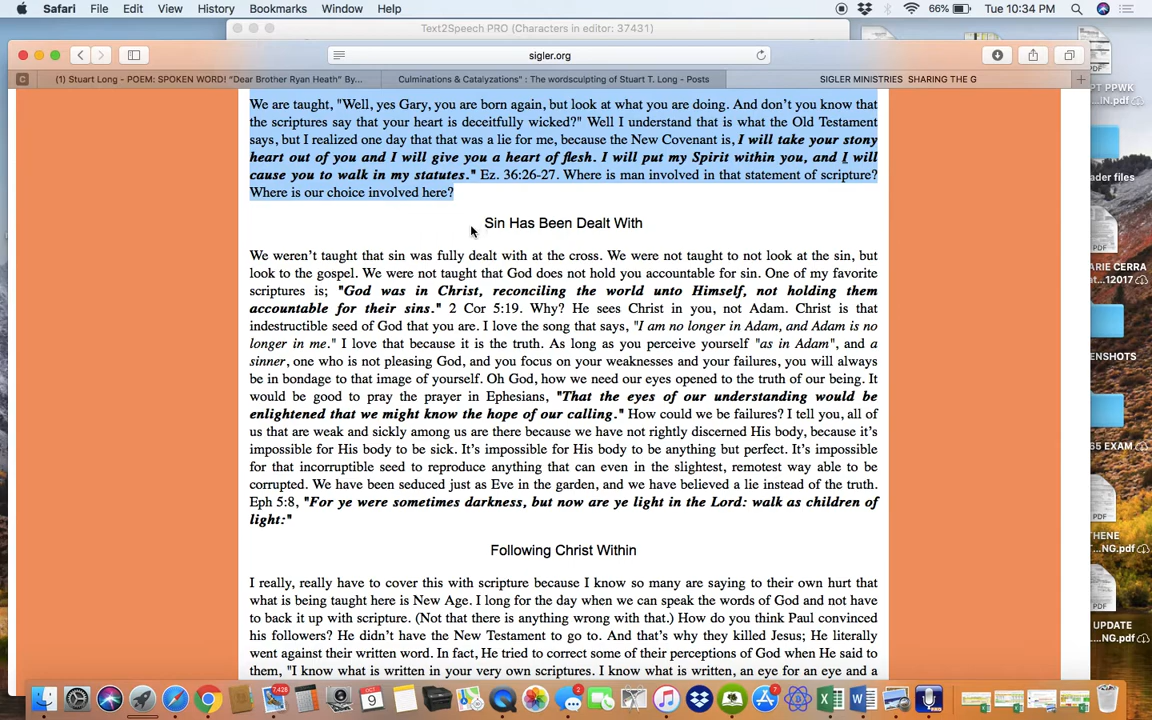 Safari File Edit View History Bookmarks Window Help 66% Tue 10:34 PM
Text2Speech PRO (Characters in editor: 37431)
sigler.org
(1) Stuart Long - POEM: SPOKEN WORD! “Dear Brother Ryan Heath” By... Culminations & Catalyzations” : The wordsculpting of Stuart T. Long - Posts SIGLER MINISTRIES SHARING THE G
We are taught, "Well, yes Gary, you are born again, but look at what you are doing. And don’t you know that
the scriptures say that your heart is deceitfully wicked?" Well I understand that is what the Old Testament
says, but I realized one day that that was a lie for me, because the New Covenant is, I will take your stony
heart out of you and I will give you a heart of flesh. I will put my Spirit within you, and I will
cause you to walk in my statutes." Ez. 36:26-27. Where is man involved in that statement of scripture?
Where is our choice involved here?
Sin Has Been Dealt With
We weren’t taught that sin was fully dealt with at the cross. We were not taught to not look at the sin, but
look to the gospel. We were not taught that God does not hold you accountable for sin. One of my favorite
scriptures is; "God was in Christ, reconciling the world unto Himself, not holding them
accountable for their sins." 2 Cor 5:19. Why? He sees Christ in you, not Adam. Christ is that
indestructible seed of God that you are. I love the song that says, "I am no longer in Adam, and Adam is no
longer in me." I love that because it is the truth. As long as you perceive yourself "as in Adam", and a
sinner, one who is not pleasing God, and you focus on your weaknesses and your failures, you will always
be in bondage to that image of yourself. Oh God, how we need our eyes opened to the truth of our being. It
would be good to pray the prayer in Ephesians, "That the eyes of our understanding would be
enlightened that we might know the hope of our calling." How could we be failures? I tell you, all of
us that are weak and sickly among us are there because we have not rightly discerned His body, because it’s
impossible for His body to be sick. It’s impossible for His body to be anything but perfect. It’s impossible
for that incorruptible seed to reproduce anything that can even in the slightest, remotest way able to be
corrupted. We have been seduced just as Eve in the garden, and we have believed a lie instead of the truth.
Eph 5:8, "For ye were sometimes darkness, but now are ye light in the Lord: walk as children of
light:"
Following Christ Within
I really, really have to cover this with scripture because I know so many are saying to their own hurt that
what is being taught here is New Age. I long for the day when we can speak the words of God and not have
to back it up with scripture. (Not that there is anything wrong with that.) How do you think Paul convinced
his followers? He didn’t have the New Testament to go to. And that’s why they killed Jesus; He literally
went against their written word. In fact, He tried to correct some of their perceptions of God when He said to
them, "I know what is written in your very own scriptures. I know what is written, an eye for an eye and a
PT PPWK
iN.pdf
ader files
PDF
ARIE CERRA
12017
ENSHOTS
65 EXAM
PDF
THENE
NG.pdf
PDF
UPDATE
NG.pdf
7,428
OCT
9
2
7